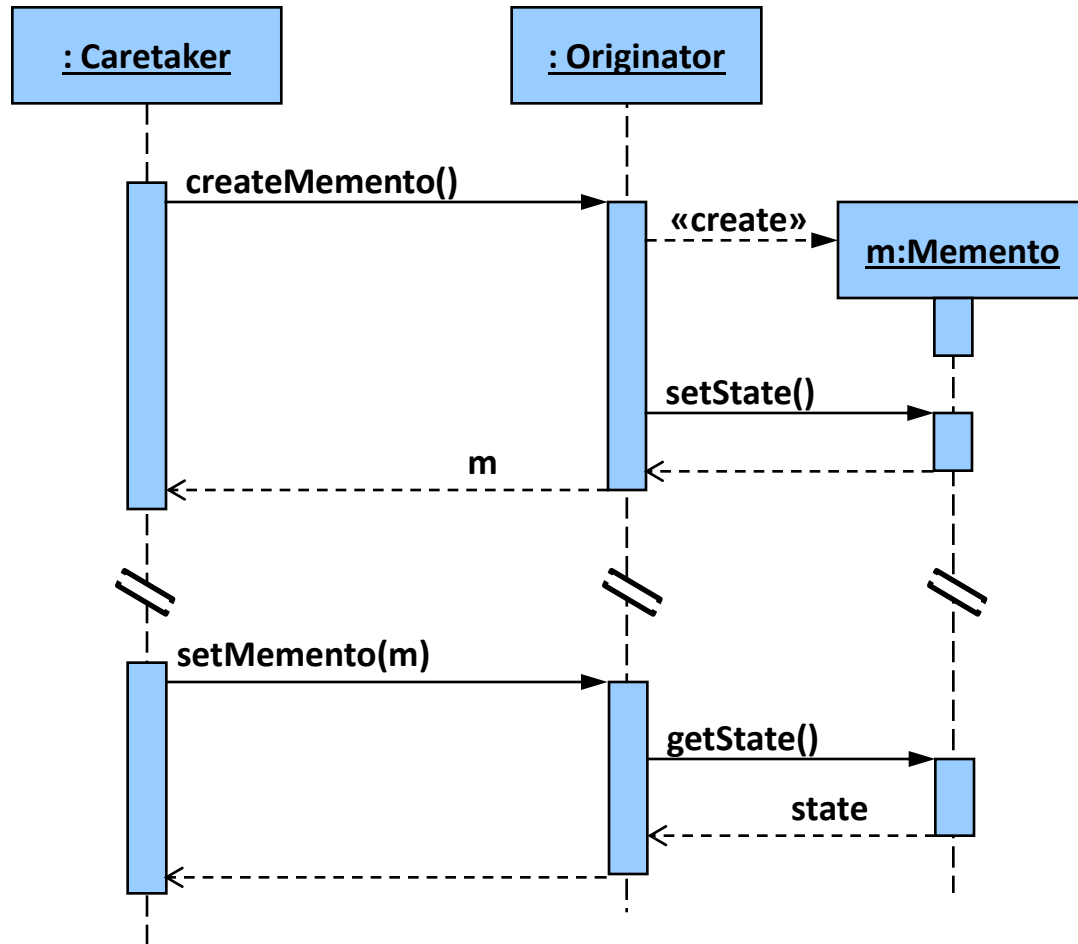 : Caretaker
: Originator
createMemento()
«create»
m:Memento
setState()
m
setMemento(m)
getState()
state